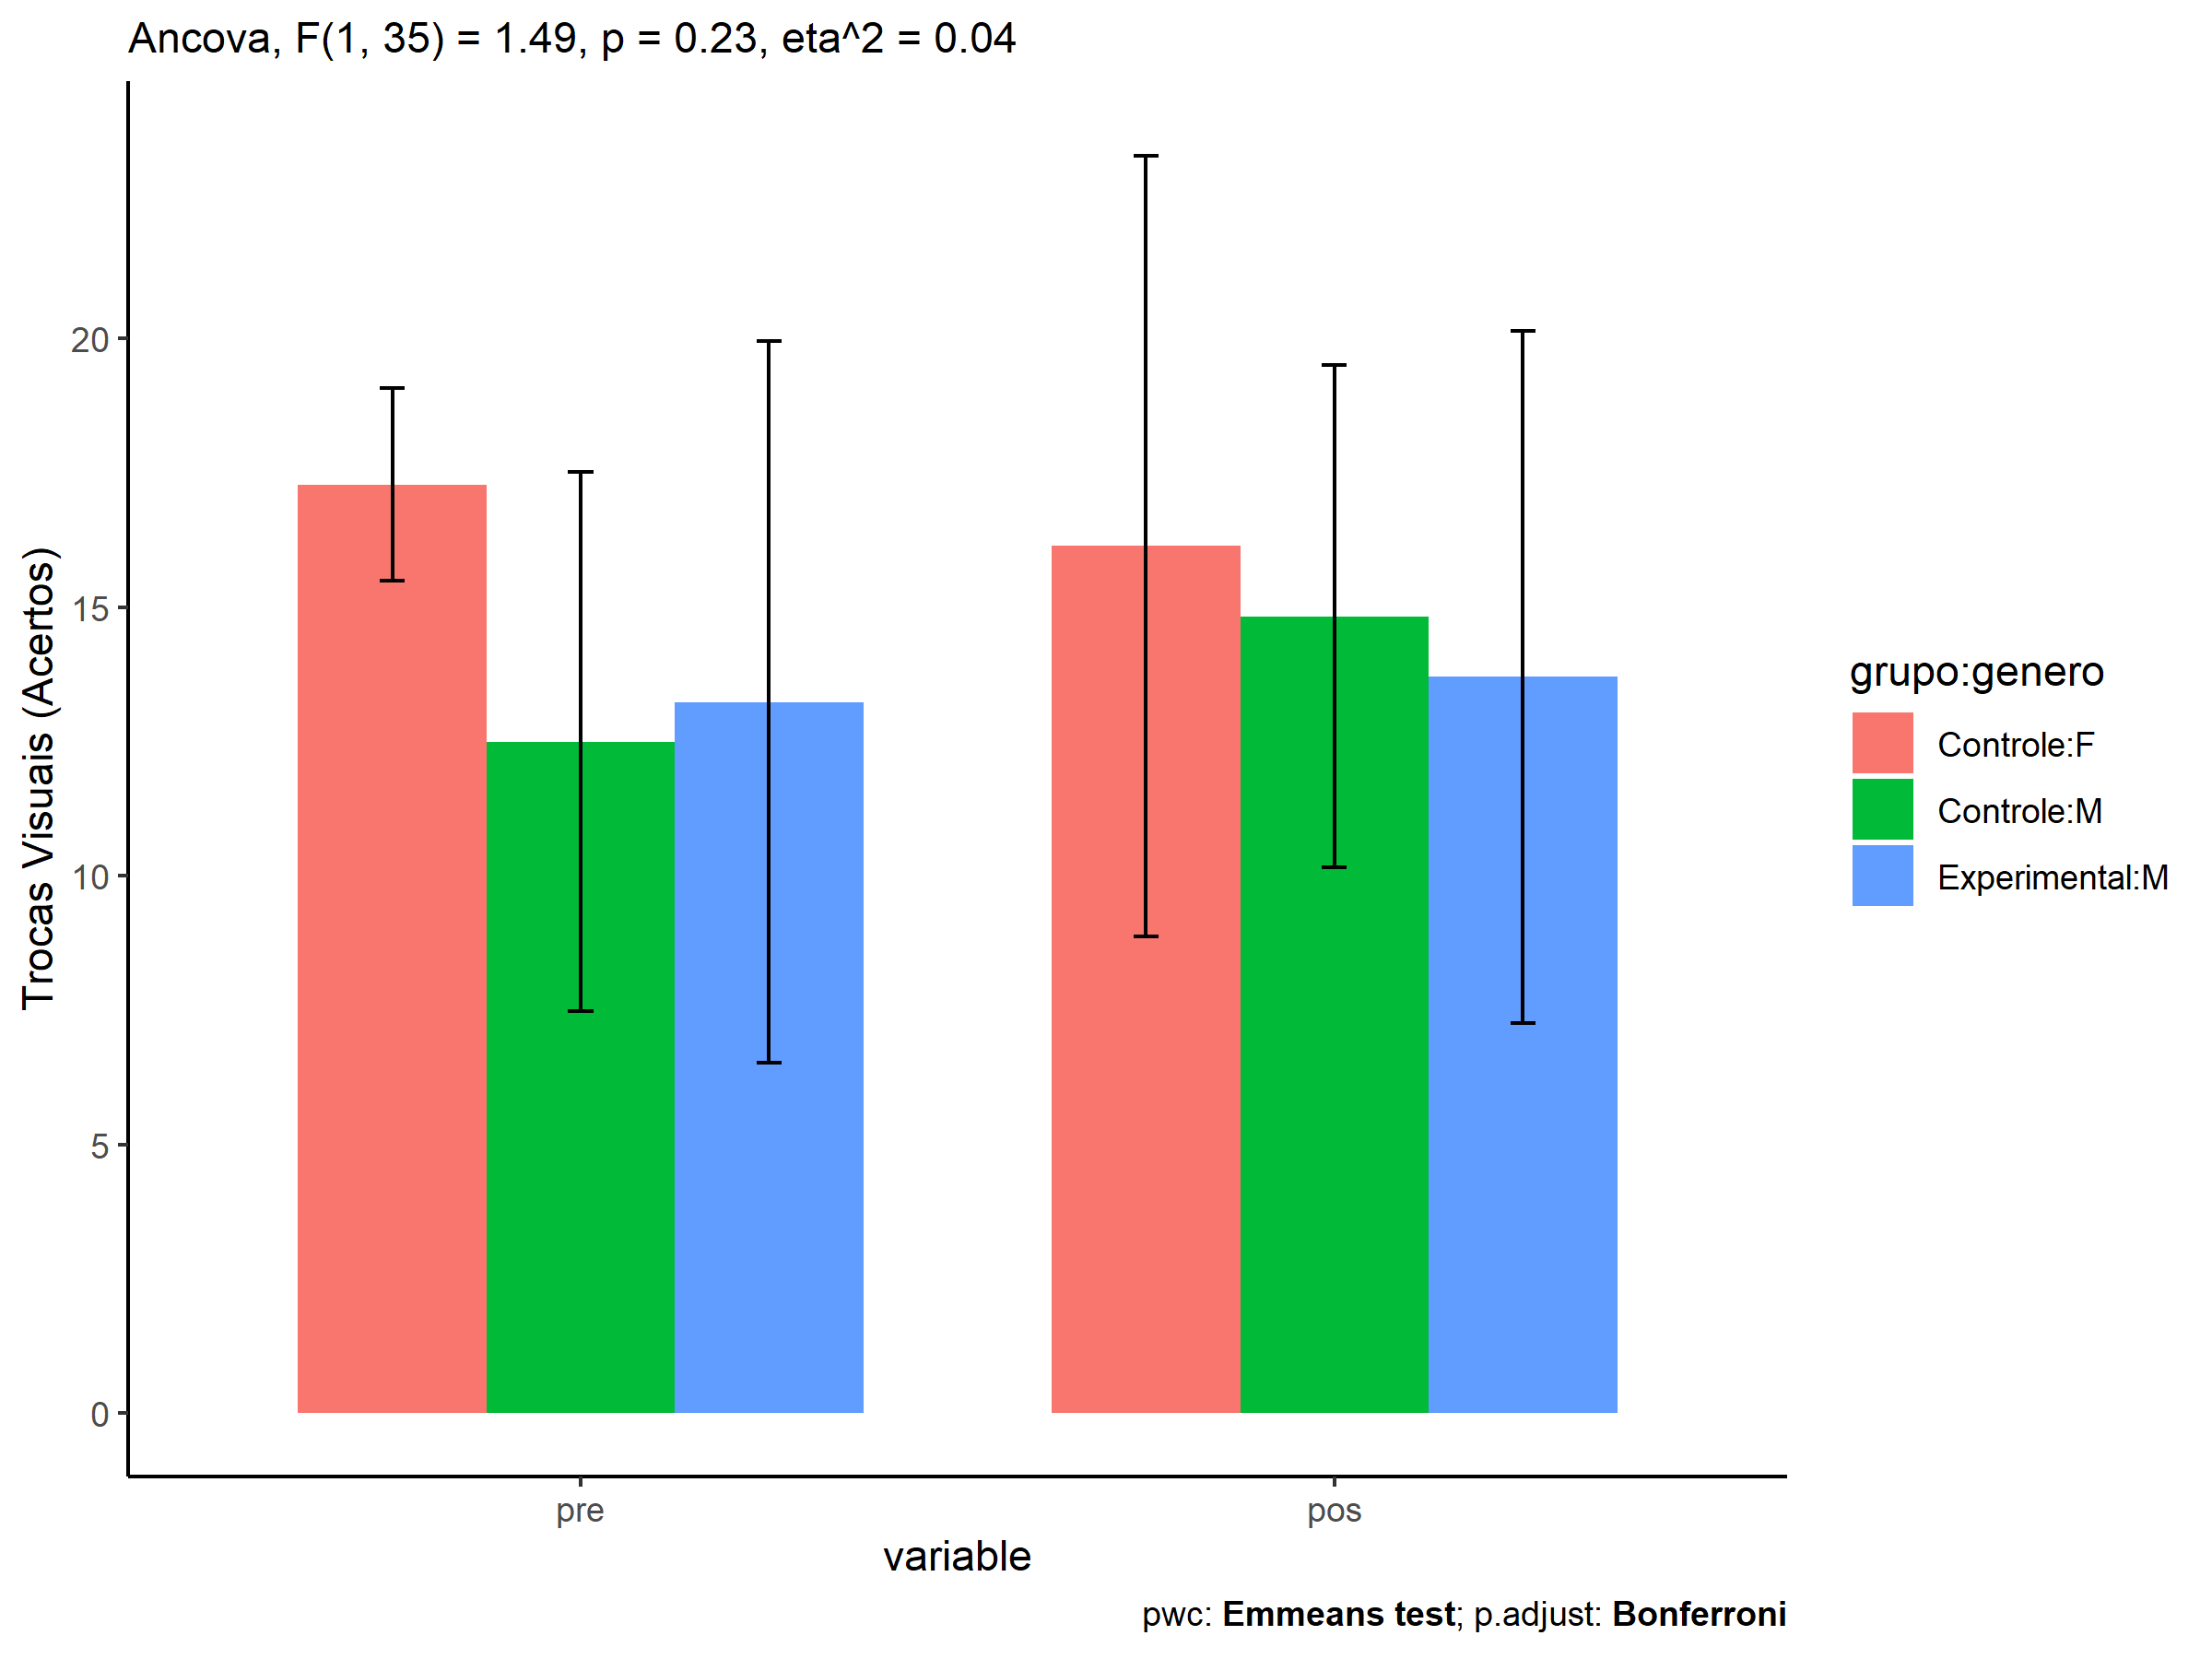 Ancova, F(1, 35) = 1.49, p = 0.23, eta^2 = 0.04
Trocas Visuais (Acertos)
20
15
10
5
0
pre
pos
variable
grupo:genero
Controle:F
Controle:M
Experimental:M
pwc: Emmeans test; p.adjust: Bonferroni